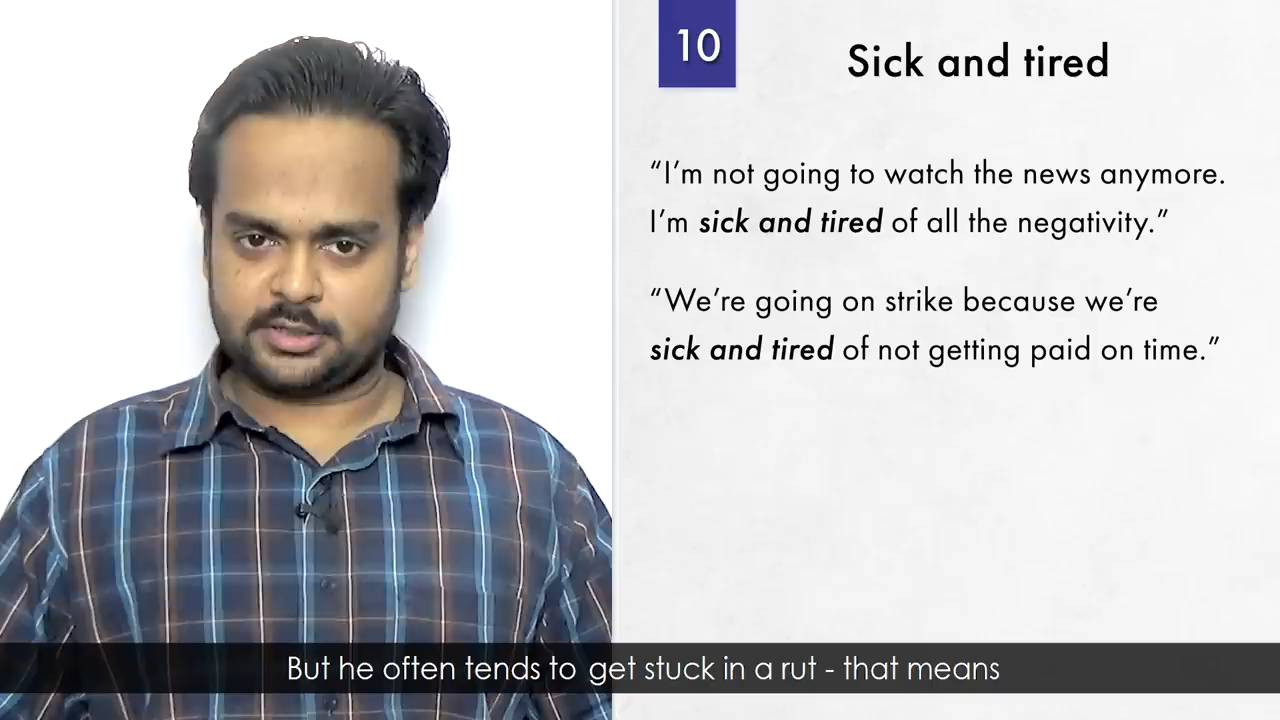 10
Sick and tired
“I’m not going to watch the news anymore.
I’m sick and tired of all the negativity.”
“We’re going on strike because we’re
sick and tired of not getting paid on time.”
But he often tends to get stuck in a rut - that means